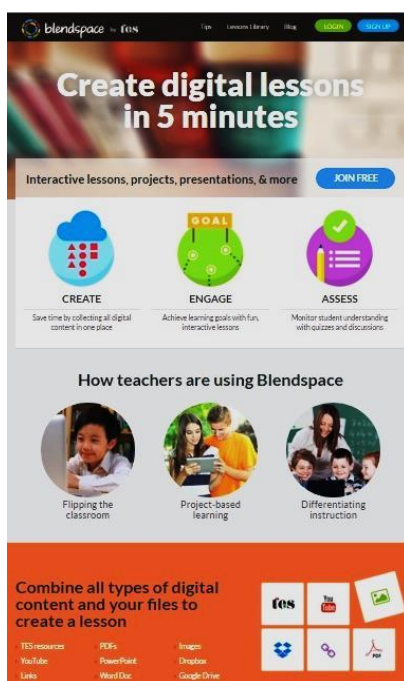 blendspace by tes
Tips Lessons Library Blog LOGIN SIGN UP
Create digital lessons
in 5 minutes
Interactive lessons, projects, presentations, & more JOIN FREE
GOAL
CREATE ENGAGE ASSESS
Save time by collecting all digital
content in one place
Achieve learning goals with fun,
interactive lessons
Monitor student understanding
with quizzes and discussions
How teachers are using Blendspace
Flipping the
classroom
Project-based
learning
Differentiating
instruction
Combine all types of digital
content and your files to
create a lesson
tes
You
Tube
PDF
TES resources PDFs Images
YouTube PowerPoint Dropbox
Links Word Doc Google Drive